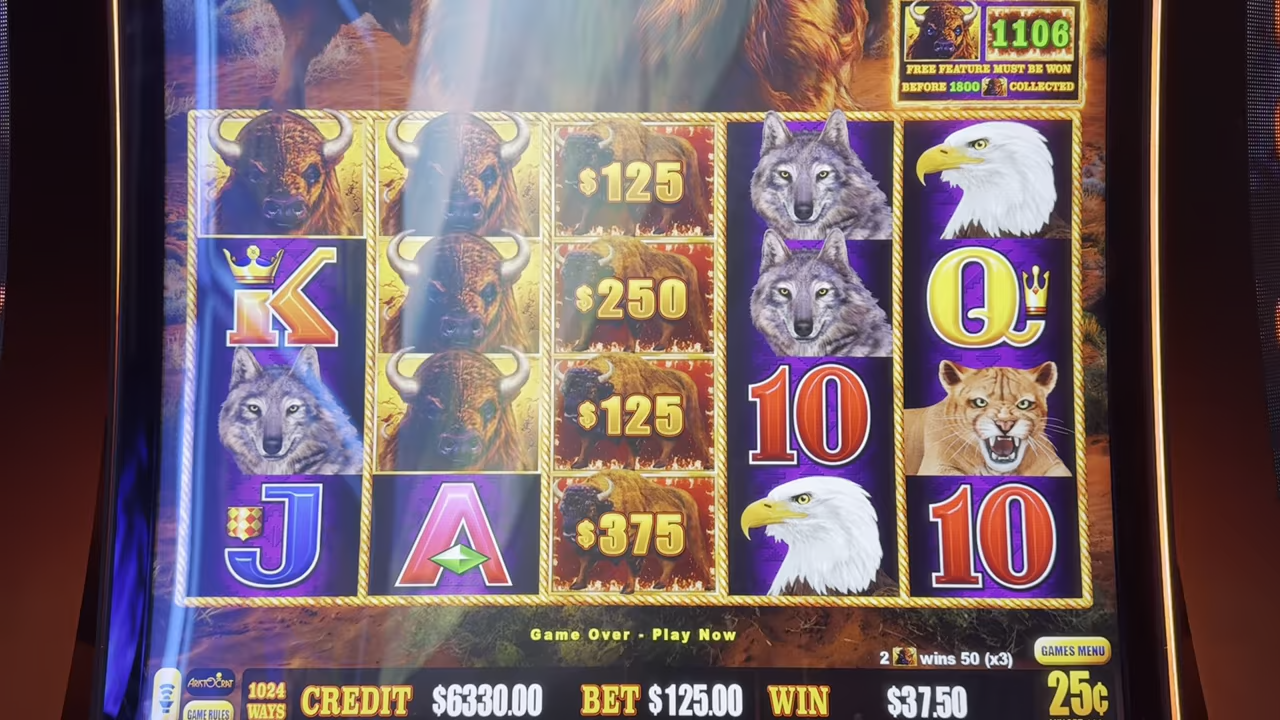 1106
FREE FEATURE MUST BE WON
BEFORE 1800 COLLECTED
$125
K
$250
Q
$125
10
J
A
$375
10
Game Over - Play Now
2 wins 50 (x3)
GAMES MENU
ARISTOCRAT
GAME RULES
1024
WAYS
CREDIT $6330.00 BET $125.00 WIN $37.50
25¢